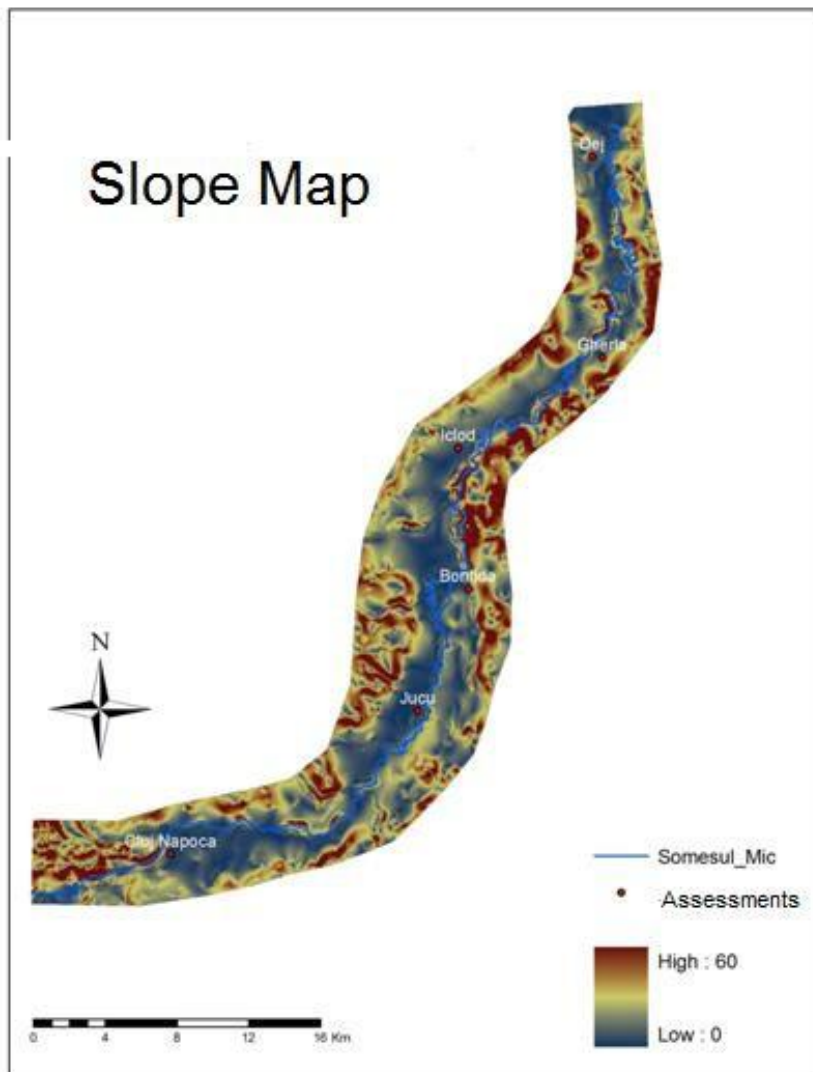 Slope Map
Dej
Gherla
Iclod
Bontida
Jucu
N
Cluj Napoca
Somesul_Mic
Assessments
High : 60
Low : 0
0 4 8 12 16 Km